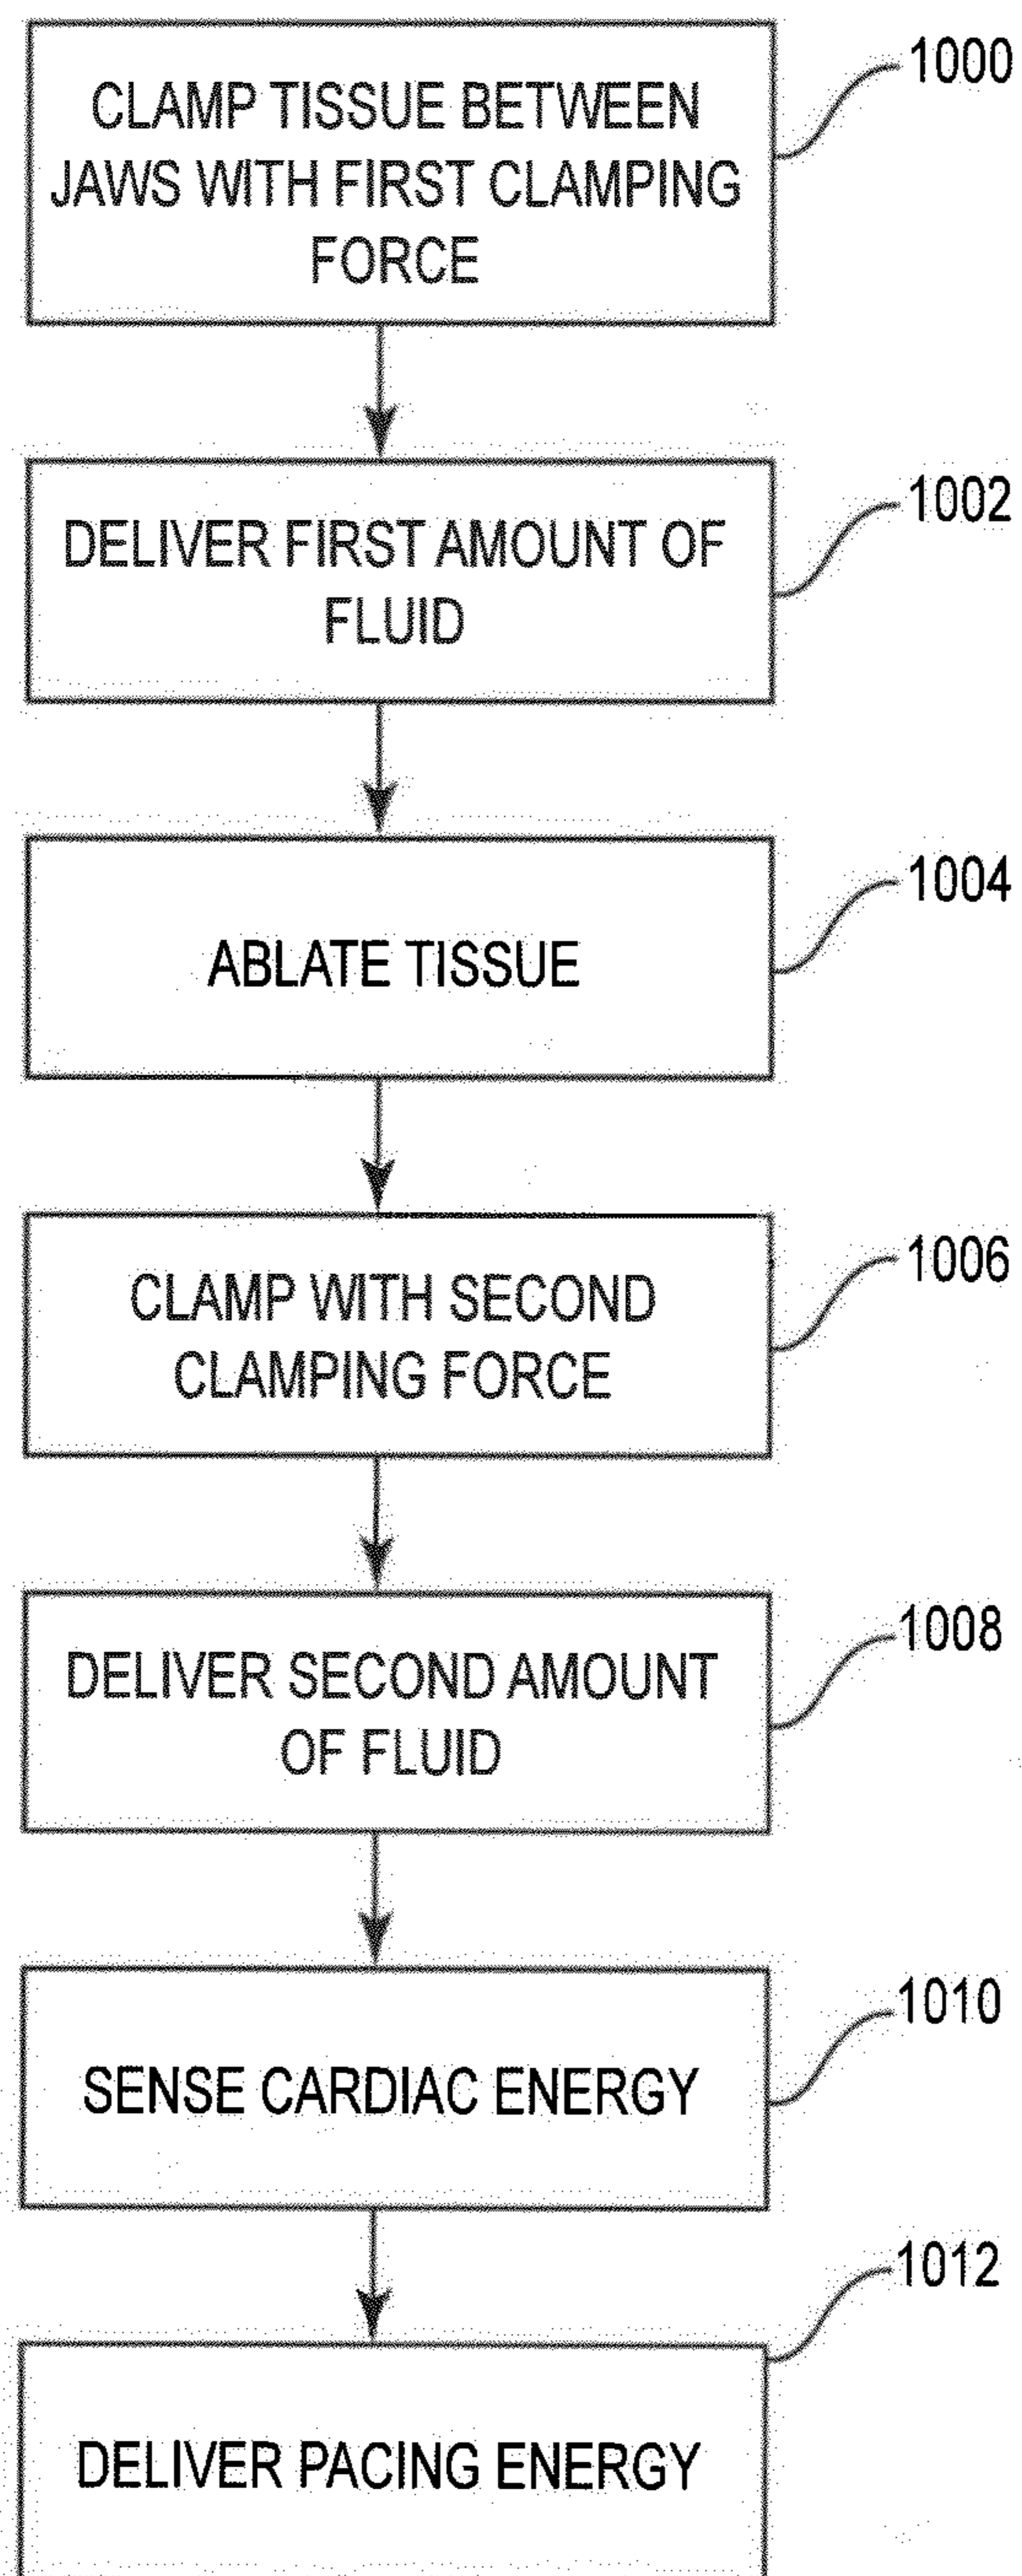 CLAMP TISSUE BETWEEN
JAWS WITH FIRST CLAMPING
FORCE
1000
DELIVER FIRST AMOUNT OF
FLUID
1002
ABLATE TISSUE
1004
CLAMP WITH SECOND
CLAMPING FORCE
1006
DELIVER SECOND AMOUNT
OF FLUID
1008
SENSE CARDIAC ENERGY
1010
DELIVER PACING ENERGY
1012